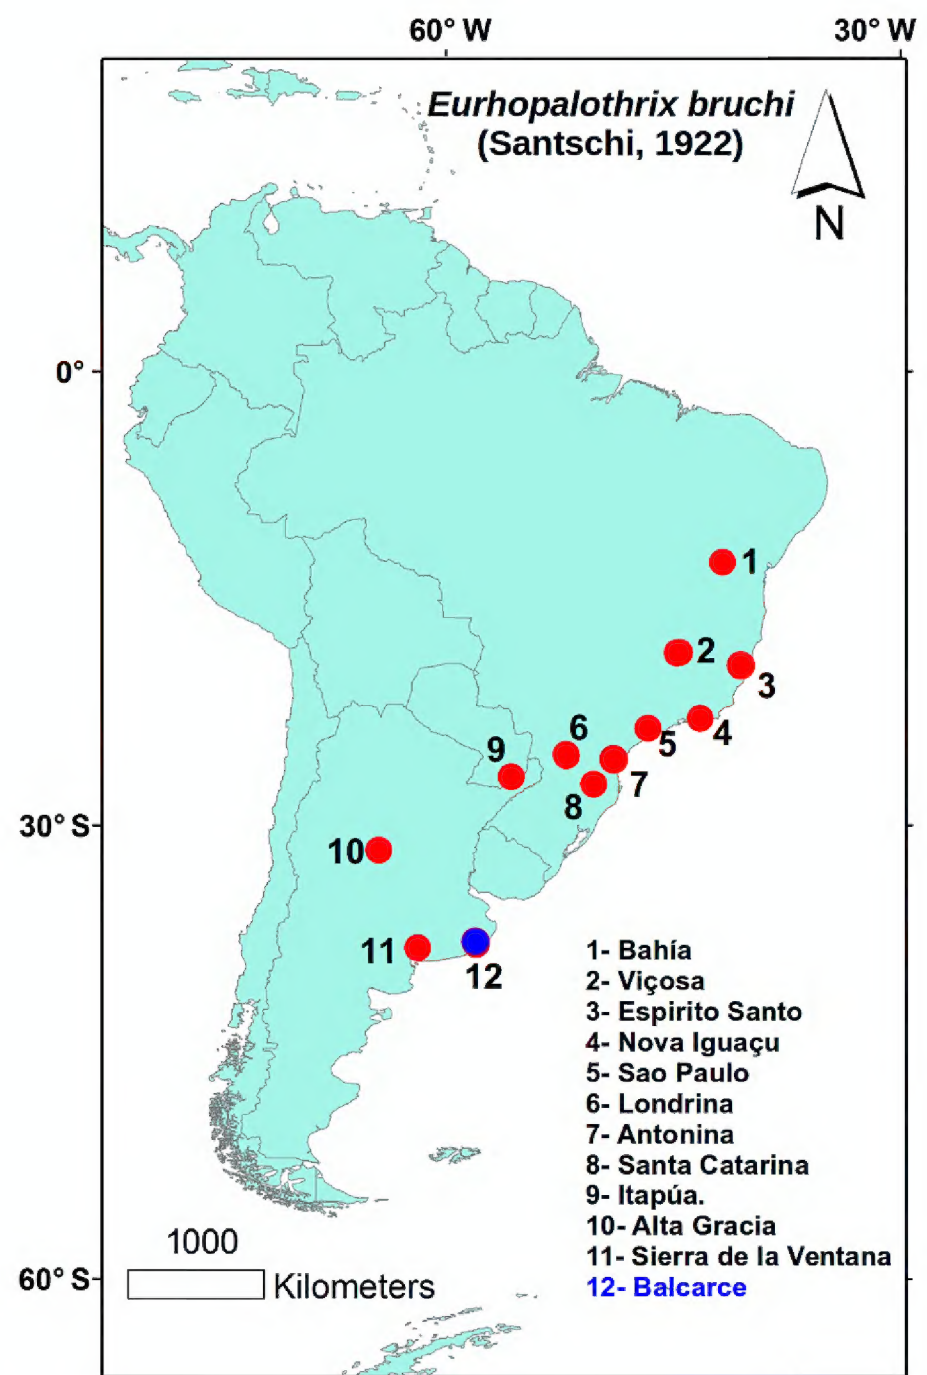 60° W
30° W
Eurhopalothrix bruchi
(Santschi, 1922)
N
0°
1
2
3
4
5
6
7
8
9
30° S
10
11
12
1- Bahía
2- Viçosa
3- Espirito Santo
4- Nova Iguaçu
5- Sao Paulo
6- Londrina
7- Antonina
8- Santa Catarina
9- Itapúa.
10- Alta Gracia
11- Sierra de la Ventana
12- Balcarce
1000
Kilometers
60° S